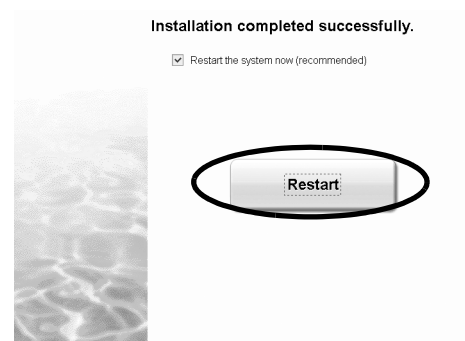 Installation completed successfully.
Restart the system now (recommended)
Restart